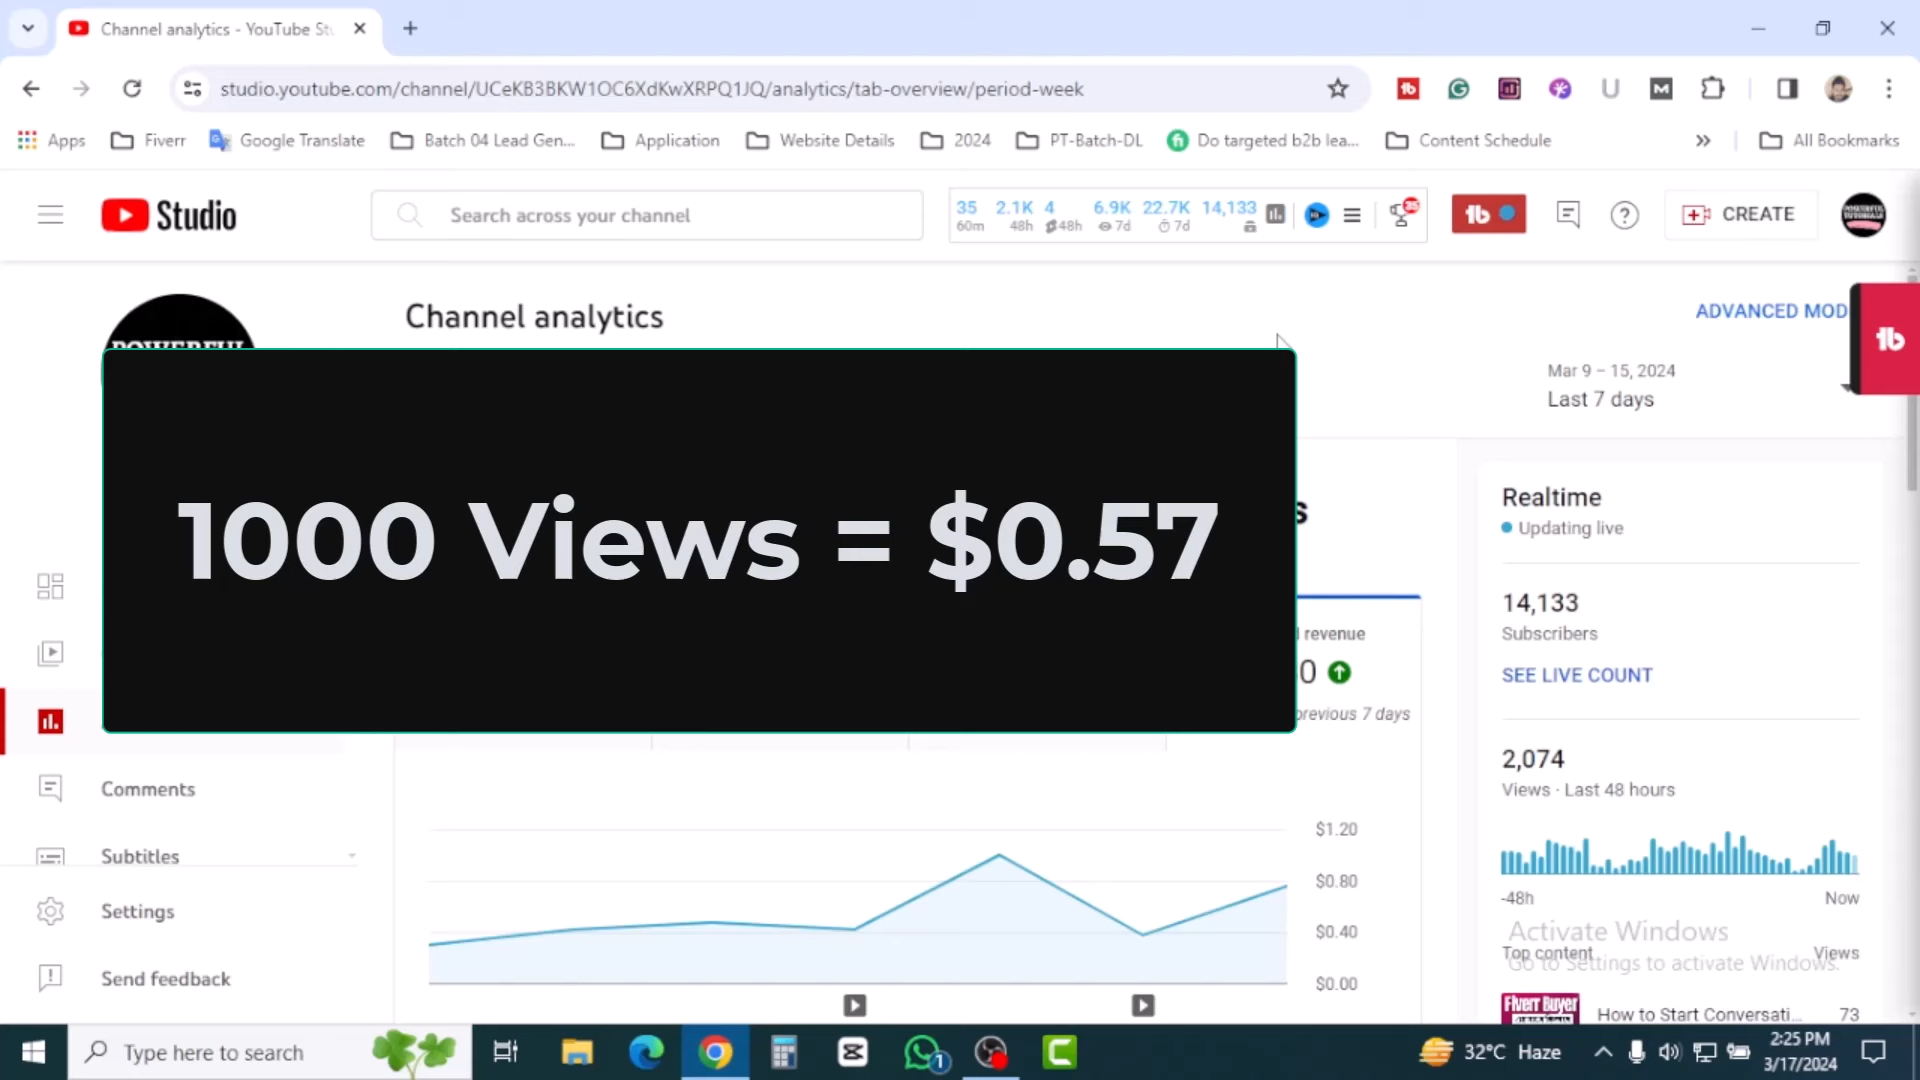 Channel analytics - YouTube St
studio.youtube.com/channel/UCeKB3BKW1OC6XdKwXRPQ1JQ/analytics/tab-overview/period-week
Apps Fiverr Google Translate Batch 04 Lead Gen... Application Website Details 2024 PT-Batch-DL Do targeted b2b lea... Content Schedule » All Bookmarks
Studio
Search across your channel
35 2.1K 4 6.9K 22.7K 14,133
60m 48h 48h 7d 7d
35
CREATE
Channel analytics
ADVANCED MOD
POWERFUL
Mar 9 – 15, 2024
Last 7 days
1000 Views = $0.57
s
revenue
0
previous 7 days
Realtime
Updating live
14,133
Subscribers
SEE LIVE COUNT
2,074
Views · Last 48 hours
-48h Now
Top content Views
How to Start Conversati... 73
Fiverr Buyer
Comments
Subtitles
Settings
Send feedback
$1.20
$0.80
$0.40
$0.00
Activate Windows
Go to Settings to activate Windows.
Type here to search
1
32°C Haze
2:25 PM
3/17/2024